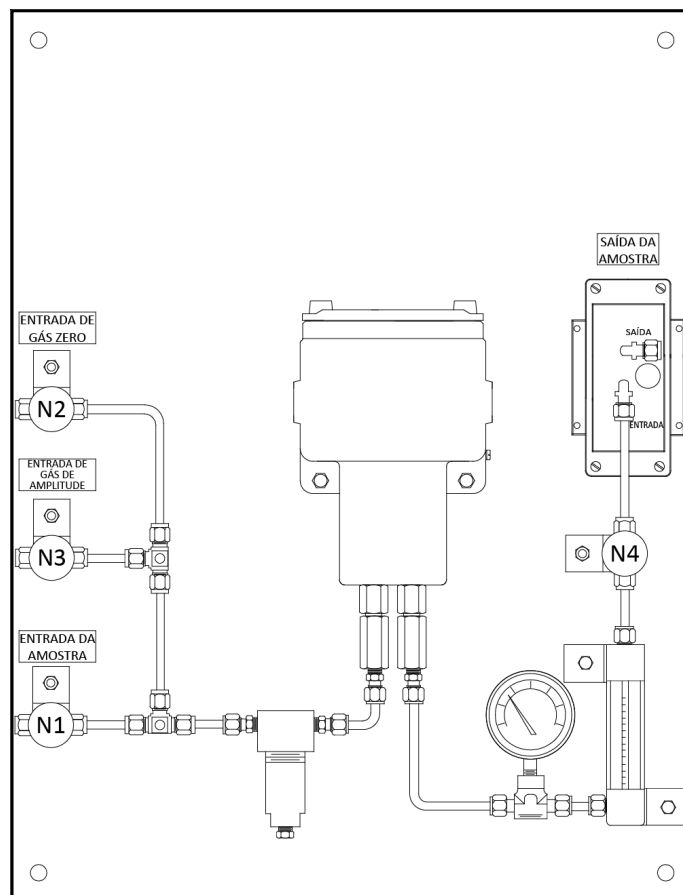 SAÍDA DA
AMOSTRA
SAÍDA
ENTRADA
N4
ENTRADA DE
GÁS ZERO
N2
ENTRADA DE
GÁS DE
AMPLITUDE
N3
ENTRADA DA
AMOSTRA
N1